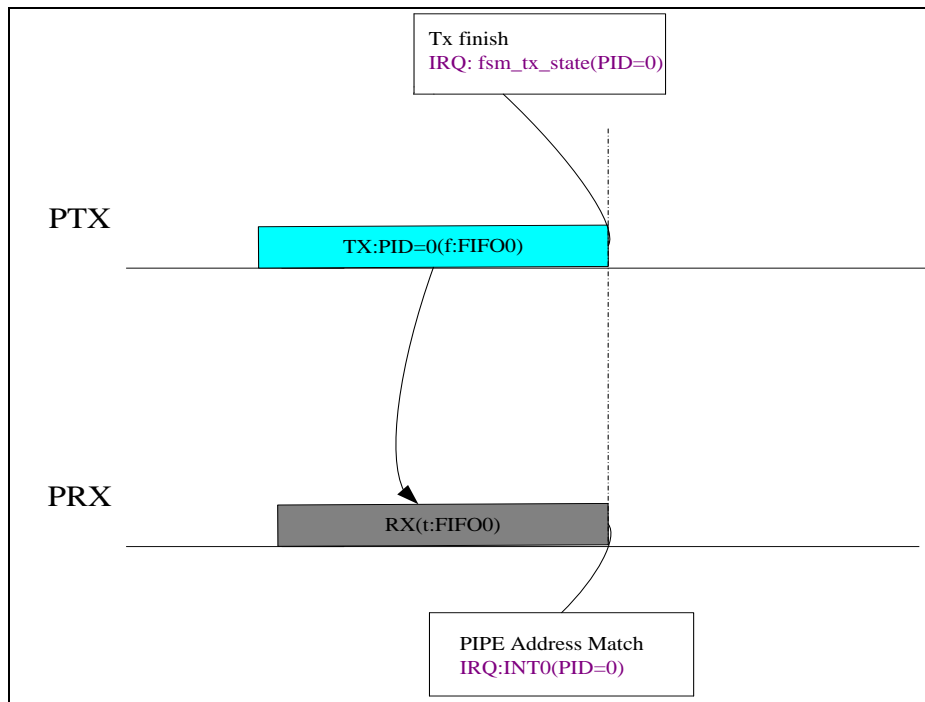 Tx finish
IRQ: fsm_tx_state(PID=0)
PTX
TX:PID=0(f:FIFO0)
PRX
RX(t:FIFO0)
PIPE Address Match
IRQ:INT0(PID=0)